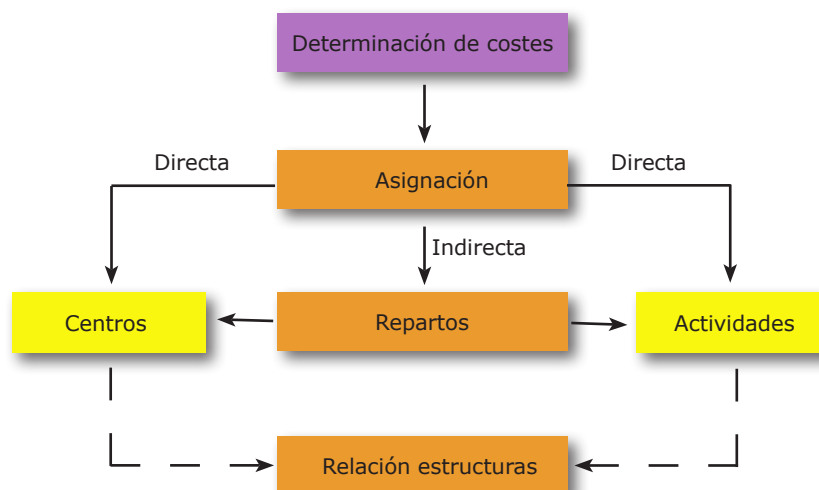 Determinación de costes
Directa
Directa
Asignación
Indirecta
Centros
Repartos
Actividades
Relación estructuras